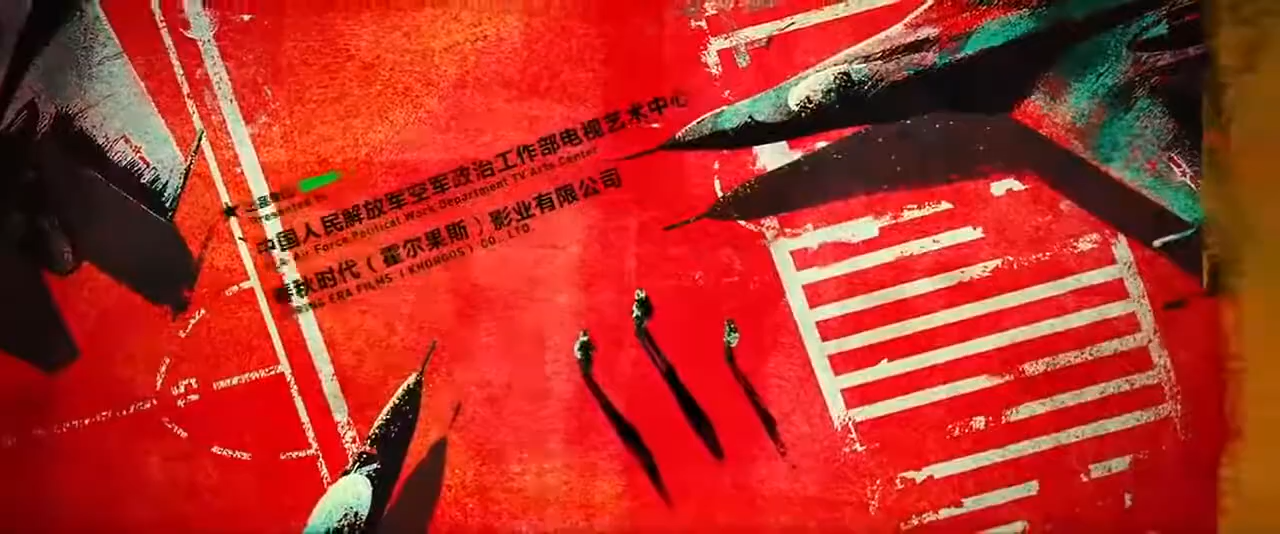 Presented by
中国人民解放军空军政治工作部电视艺术中心
Air Force Political Work Department TV Arts Center
秋时代（霍尔果斯）影业有限公司
ERA FILMS (KHORGOS) CO., LTD.